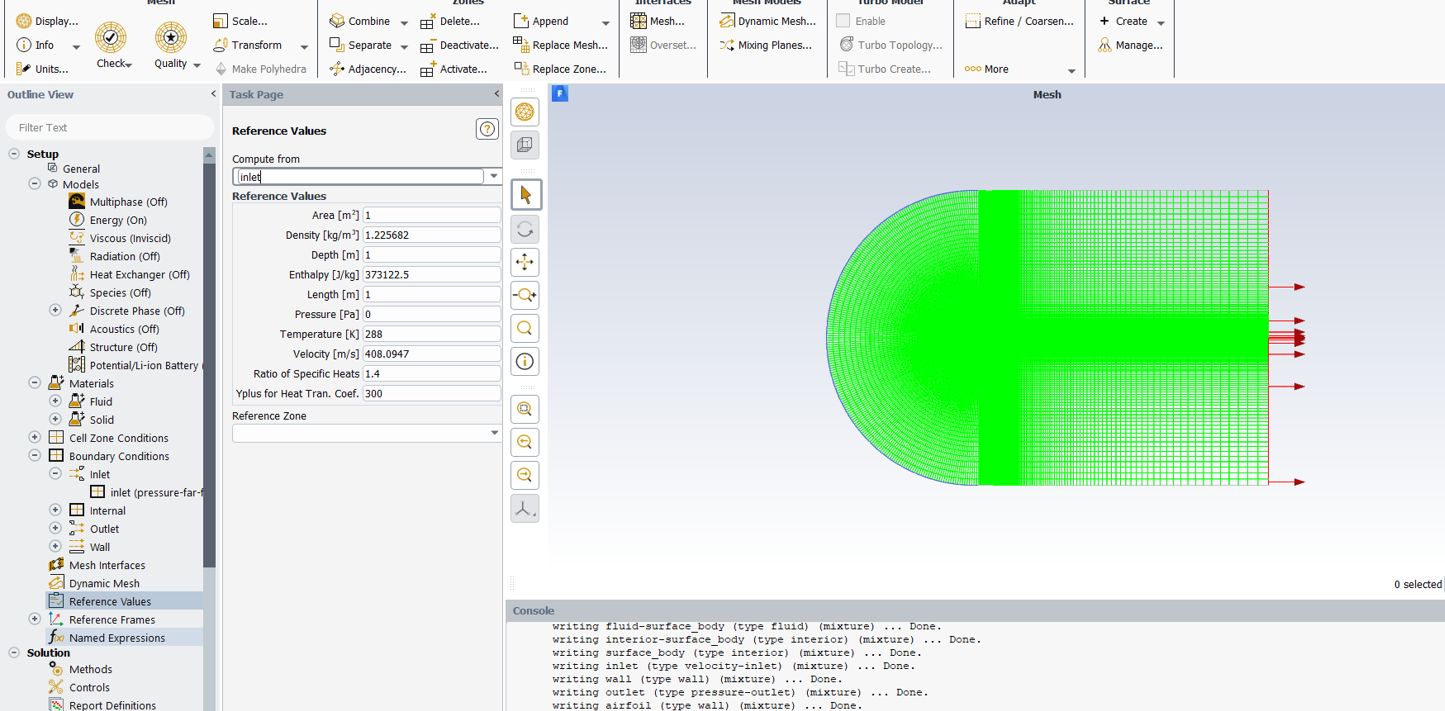 Mesh
Zones
Interfaces
Mesh Models
Turbo Model
Adapt
Surface
Display...
Info
Units...
Check
Quality
Scale...
Transform
Make Polyhedra
Combine
Separate
Adjacency...
Delete...
Deactivate...
Activate...
Append
Replace Mesh...
Replace Zone...
Mesh...
Overset...
Dynamic Mesh...
Mixing Planes...
Enable
Turbo Topology...
Turbo Create...
Refine / Coarsen...
More
Create
Manage...
Outline View
Filter Text
Setup
General
Models
Multiphase (Off)
Energy (On)
Viscous (Inviscid)
Radiation (Off)
Heat Exchanger (Off)
Species (Off)
Discrete Phase (Off)
Acoustics (Off)
Structure (Off)
Potential/Li-ion Battery (
Materials
Fluid
Solid
Cell Zone Conditions
Boundary Conditions
Inlet
inlet (pressure-far-f
Internal
Outlet
Wall
Mesh Interfaces
Dynamic Mesh
Reference Values
Reference Frames
Named Expressions
Solution
Methods
Controls
Report Definitions
Task Page
Reference Values
Compute from
inlet
Reference Values
Area [m²] 1
Density [kg/m³] 1.225682
Depth [m] 1
Enthalpy [J/kg] 373122.5
Length [m] 1
Pressure [Pa] 0
Temperature [K] 288
Velocity [m/s] 408.0947
Ratio of Specific Heats 1.4
Yplus for Heat Tran. Coef. 300
Reference Zone
Mesh
0 selected
Console
writing fluid-surface_body (type fluid) (mixture) ... Done.
writing interior-surface_body (type interior) (mixture) ... Done.
writing surface_body (type interior) (mixture) ... Done.
writing inlet (type velocity-inlet) (mixture) ... Done.
writing wall (type wall) (mixture) ... Done.
writing outlet (type pressure-outlet) (mixture) ... Done.
writing airfoil (type wall) (mixture) ... Done.